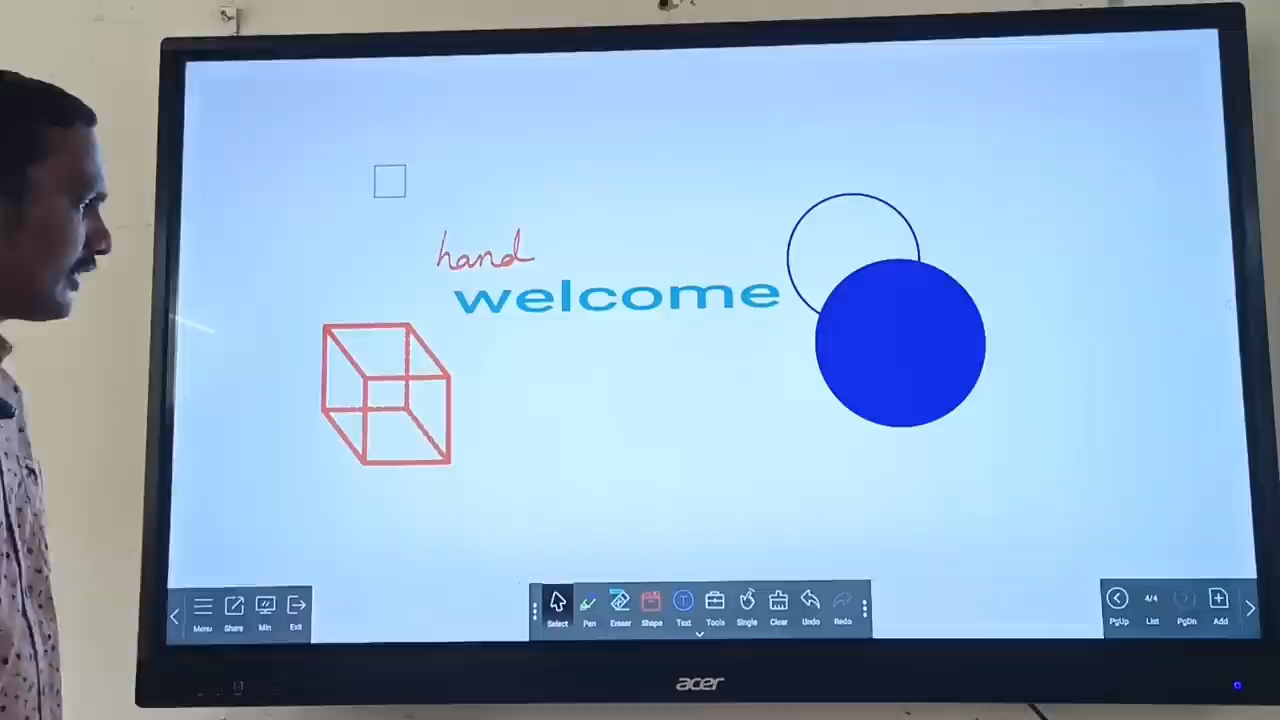 hand
welcome
Menu Share Min Exit
Select Pen Eraser Shape Text Tools Single Clear Undo Redo
4/4
PgUp List PgDn Add
acer